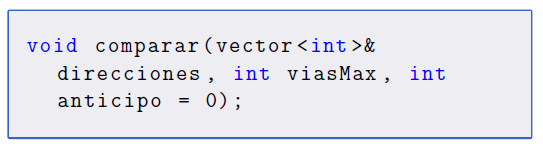 void comparar(vector<int>&
direcciones, int viasMax, int
anticipo = 0);